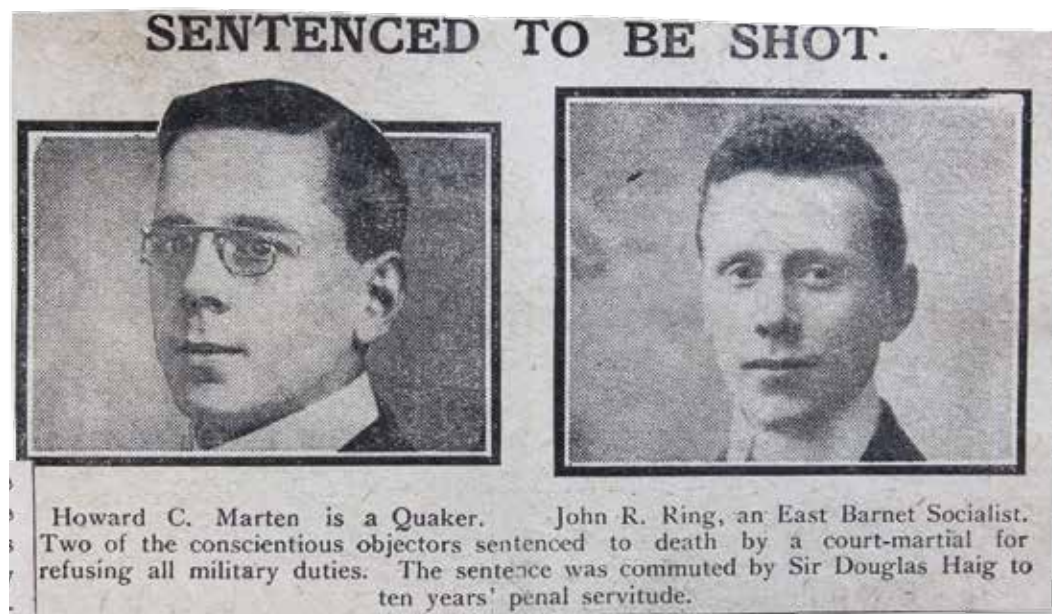 SENTENCED TO BE SHOT.
Howard C. Marten is a Quaker. John R. Ring, an East Barnet Socialist.
Two of the conscientious objectors sentenced to death by a court-martial for
refusing all military duties. The sentence was commuted by Sir Douglas Haig to
ten years' penal servitude.